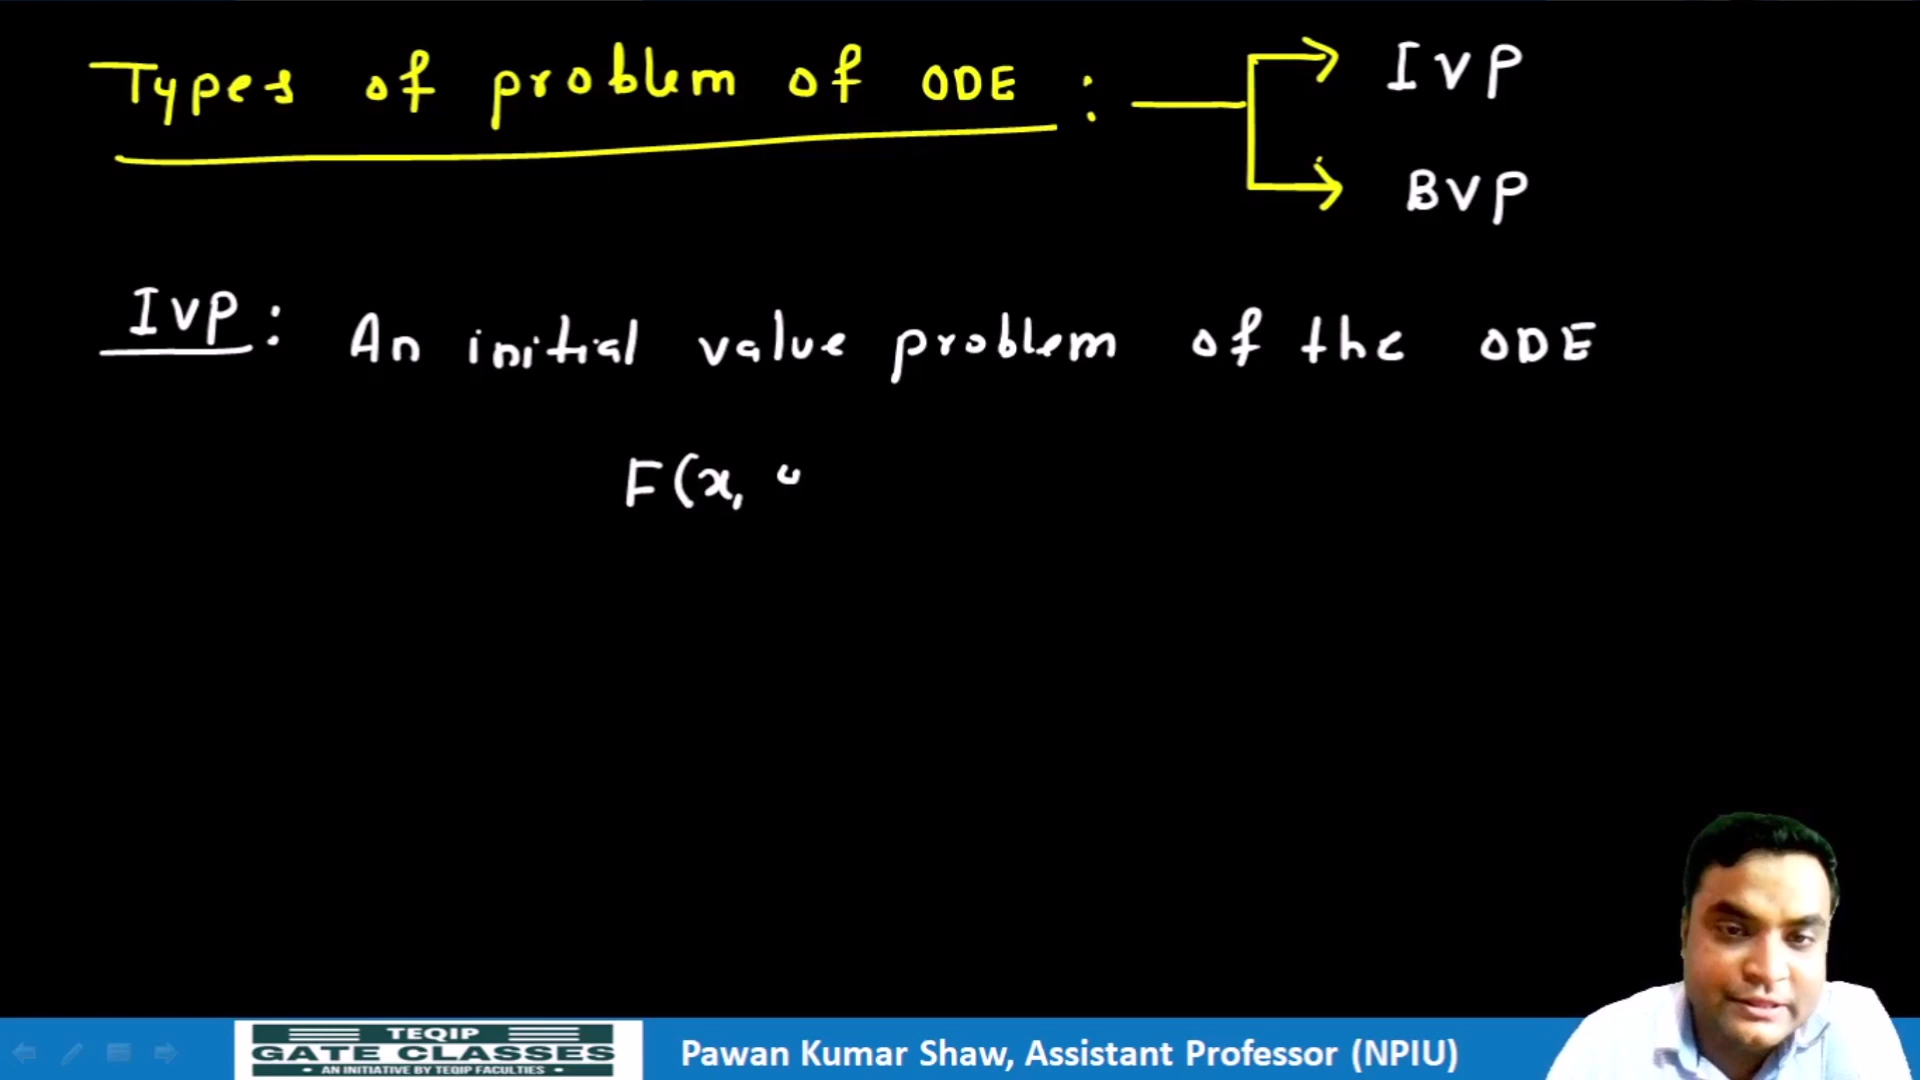 Types of problem of ODE :
IVP
BVP
IVP : An initial value problem of the ODE
F(x,
TEQIP
GATE CLASSES
• AN INITIATIVE BY TEQIP FACULTIES •
Pawan Kumar Shaw, Assistant Professor (NPIU)